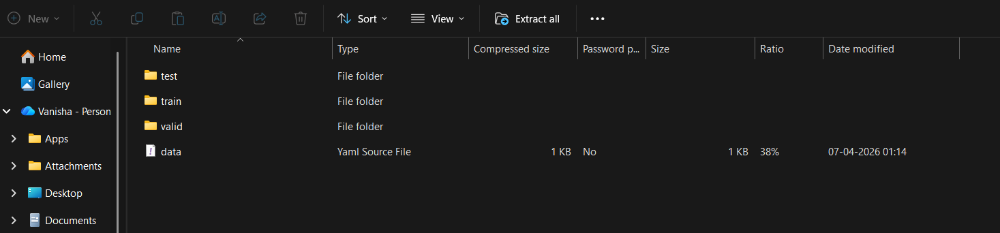 New
Sort
View
Extract all
Name Type Compressed size Password p... Size Ratio Date modified
Home
Gallery
Vanisha - Person
Apps
Attachments
Desktop
Documents
test File folder
train File folder
valid File folder
data Yaml Source File 1 KB No 1 KB 38% 07-04-2026 01:14